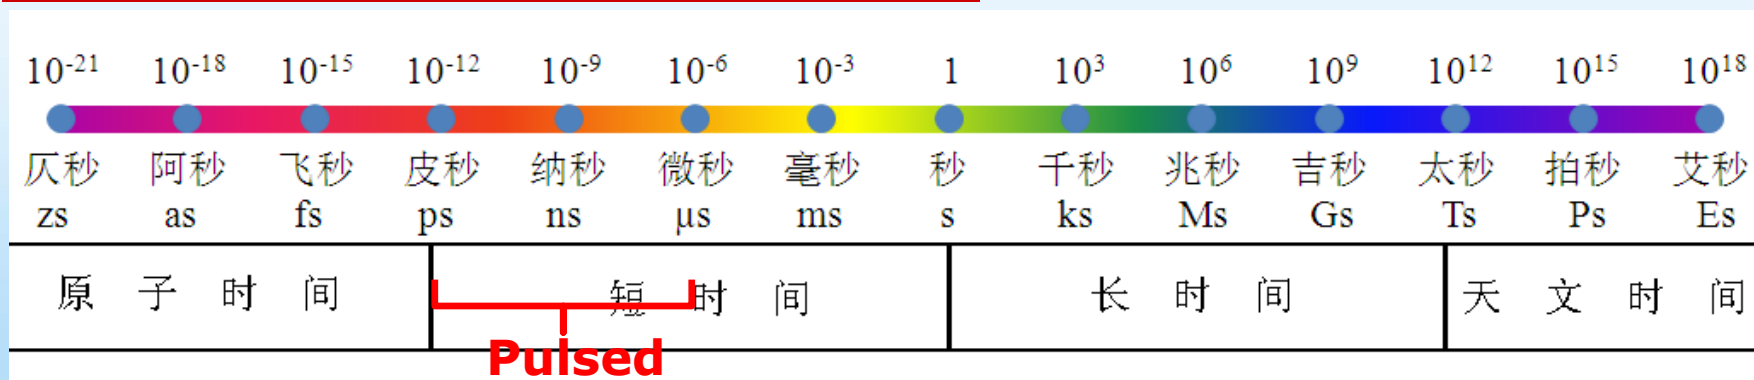 10⁻²¹ 10⁻¹⁸ 10⁻¹⁵ 10⁻¹² 10⁻⁹ 10⁻⁶ 10⁻³ 1 10³ 10⁶ 10⁹ 10¹² 10¹⁵ 10¹⁸
仄秒 阿秒 飞秒 皮秒 纳秒 微秒 毫秒 秒 千秒 兆秒 吉秒 太秒 拍秒 艾秒
zs as fs ps ns µs ms s ks Ms Gs Ts Ps Es
原子时间 短时间 长时间 天文时间
Pulsed